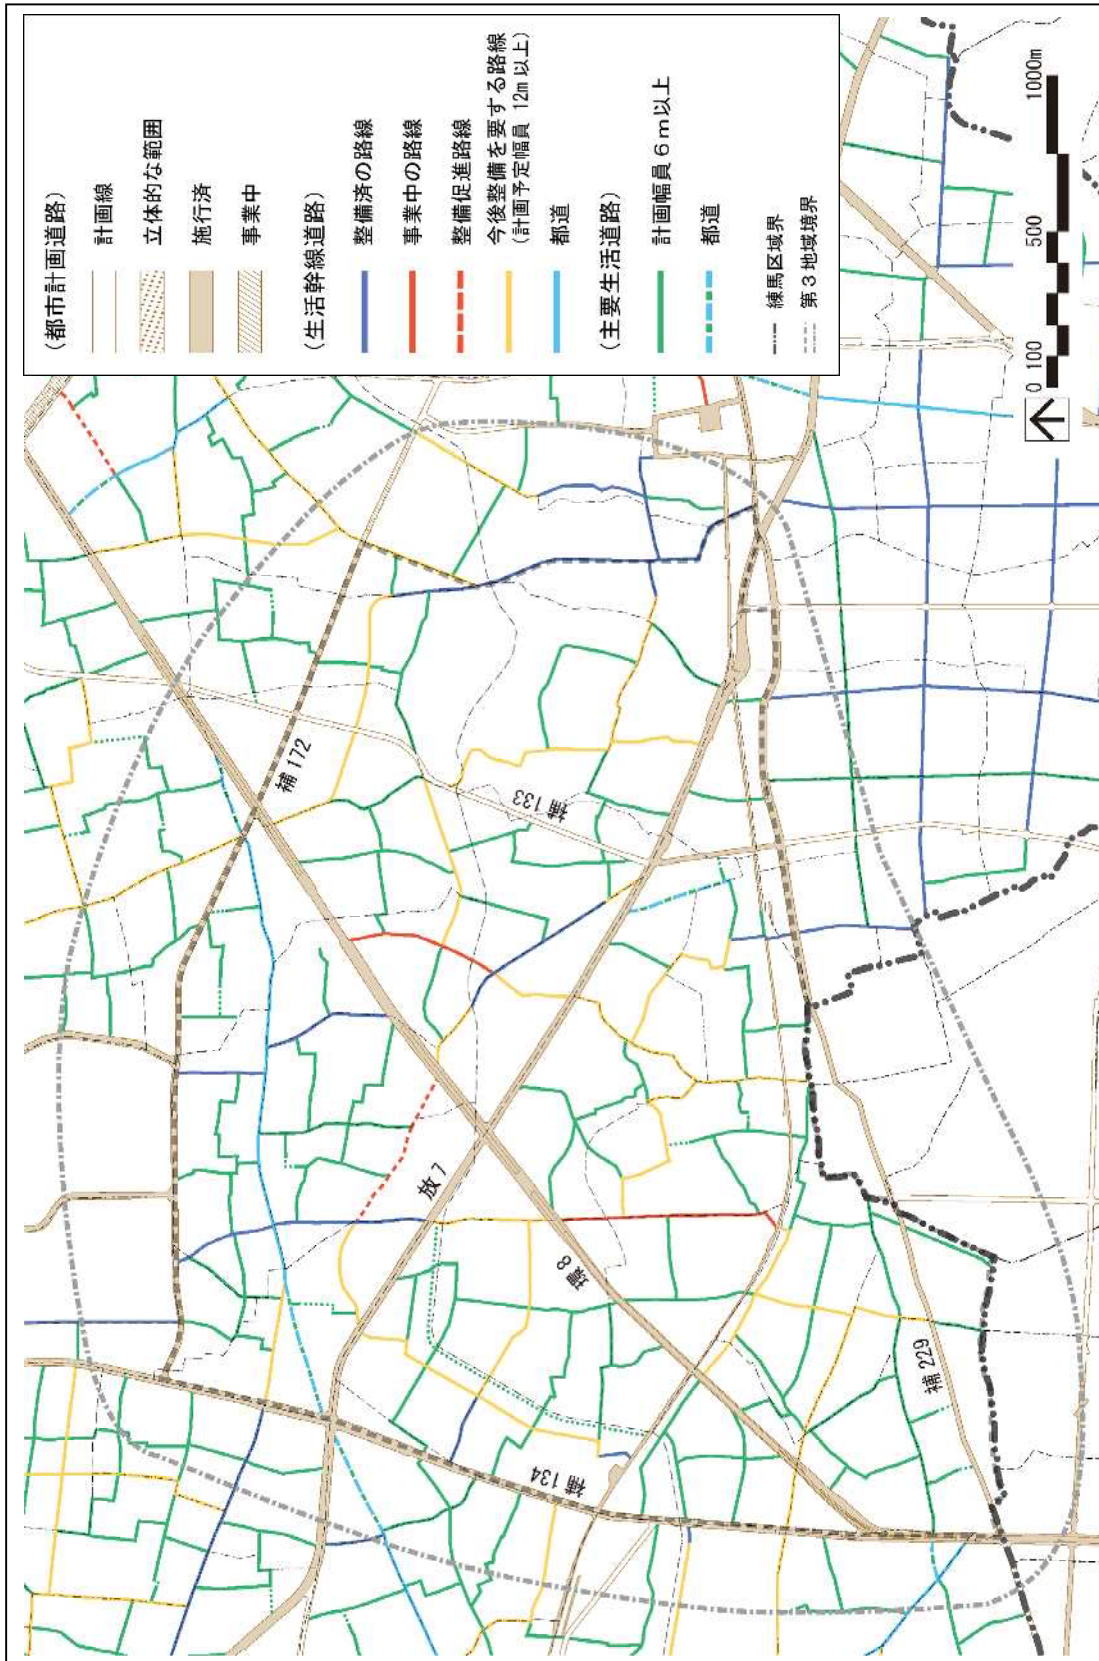 (都市計画道路)
計画線
立体的な範囲
施行済
事業中
(生活幹線道路)
整備済の路線
事業中の路線
整備促進路線
今後整備を要する路線
(計画予定幅員 12m以上)
都道
(主要生活道路)
計画幅員6m以上
都道
練馬区域界
第3地域境界
0 100 500 1000m
補172
補133
放7
環8
補134
補229